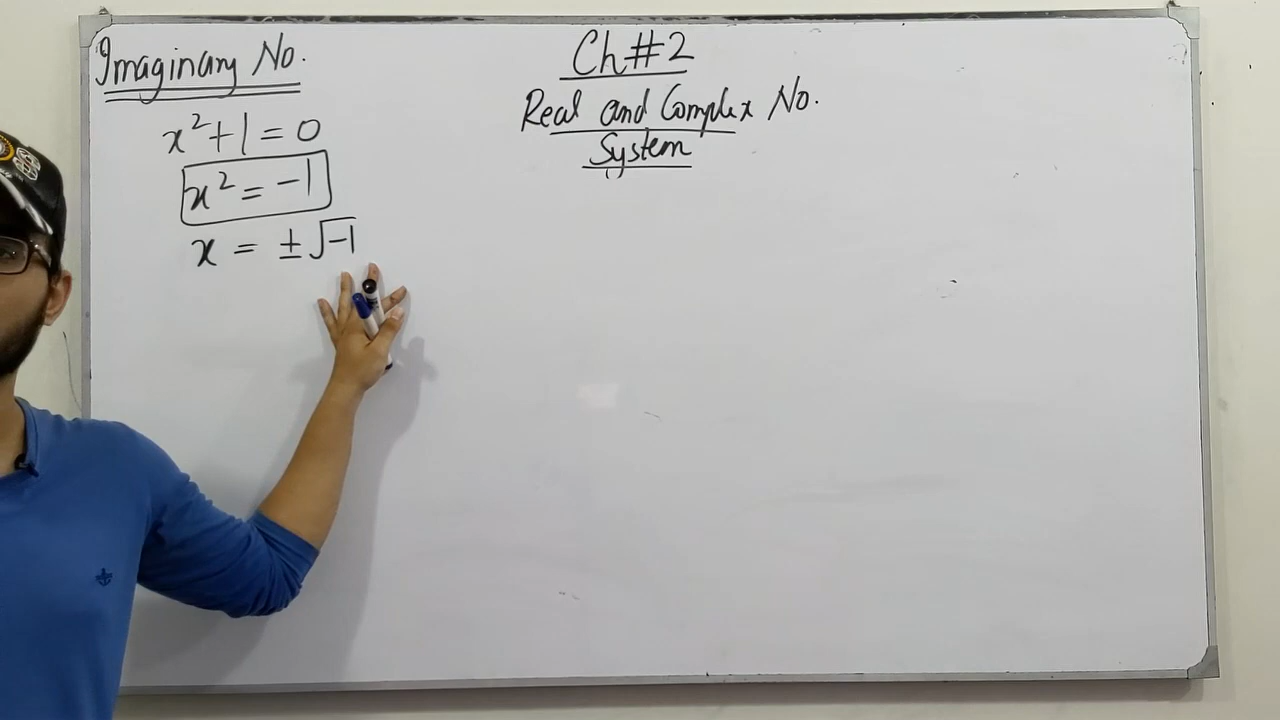 Imaginary No.
x² + 1 = 0
x² = -1
x = ± √-1
Ch#2
Real and Complex No.
System